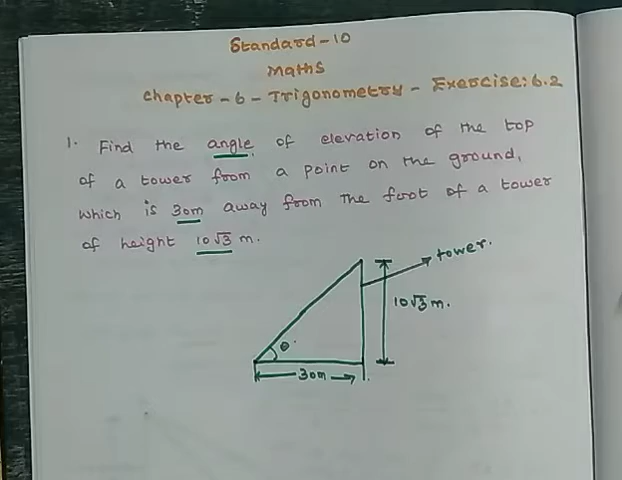 Standard-10
Maths
Chapter - 6 - Trigonometry - Exercise: 6.2
1. Find the angle of elevation of the top
of a tower from a point on the ground,
which is 30m away from the foot of a tower
of height 10√3 m.
tower.
10√3 m.
θ
30m